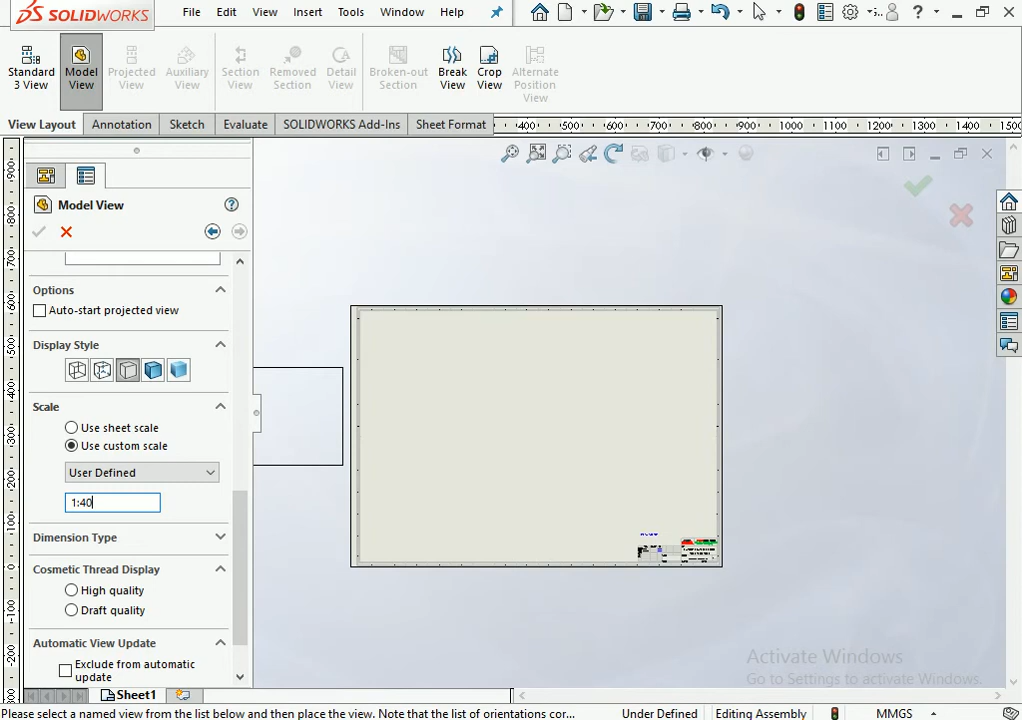 SOLIDWORKS
File Edit View Insert Tools Window Help
Standard 3 View
Model View
Projected View
Auxiliary View
Section View
Removed Section
Detail View
Broken-out Section
Break View
Crop View
Alternate Position View
View Layout Annotation Sketch Evaluate SOLIDWORKS Add-Ins Sheet Format
400 500 600 700 800 900 1000 1100 1200 1300 1400 1500
Model View
Options
Auto-start projected view
Display Style
Scale
Use sheet scale
Use custom scale
User Defined
1:40
Dimension Type
Cosmetic Thread Display
High quality
Draft quality
Automatic View Update
Exclude from automatic
update
Activate Windows
Go to Settings to activate Windows.
Sheet1
Please select a named view from the list below and then place the view. Note that the list of orientations cor... Under Defined Editing Assembly MMGS